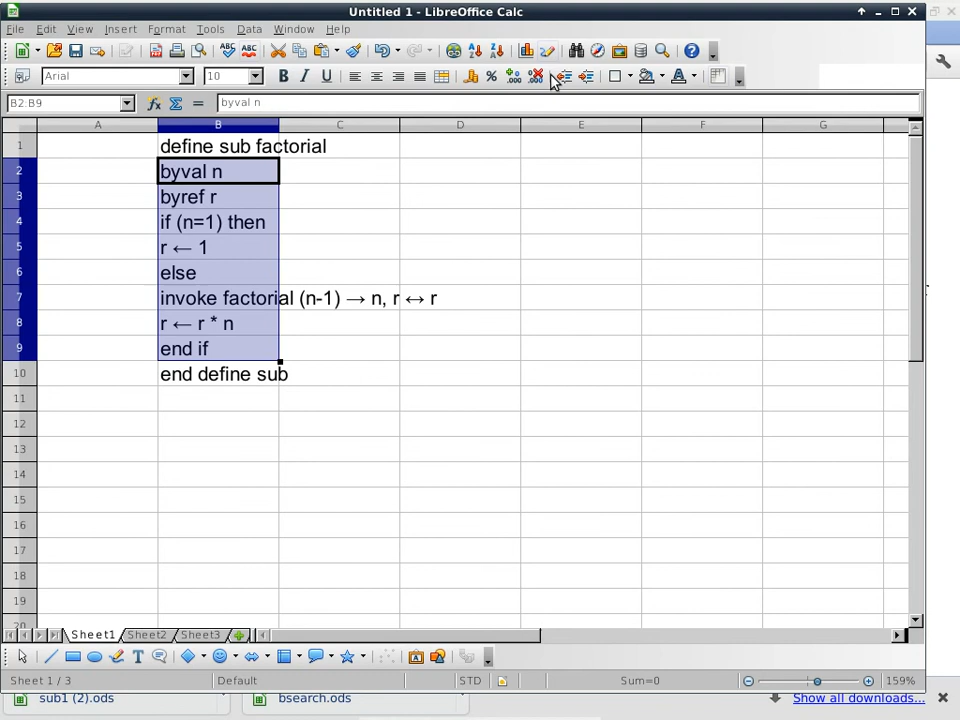 Untitled 1 - LibreOffice Calc
File Edit View Insert Format Tools Data Window Help
Arial 10
B2:B9 byval n
A B C D E F G
1 define sub factorial
2 byval n
3 byref r
4 if (n=1) then
5 r ← 1
6 else
7 invoke factorial (n-1) → n, r ↔ r
8 r ← r * n
9 end if
10 end define sub
11
12
13
14
15
16
17
18
19
20
Sheet1 Sheet2 Sheet3
Sheet 1 / 3 Default STD Sum=0 159%
sub1 (2).ods bsearch.ods Show all downloads...